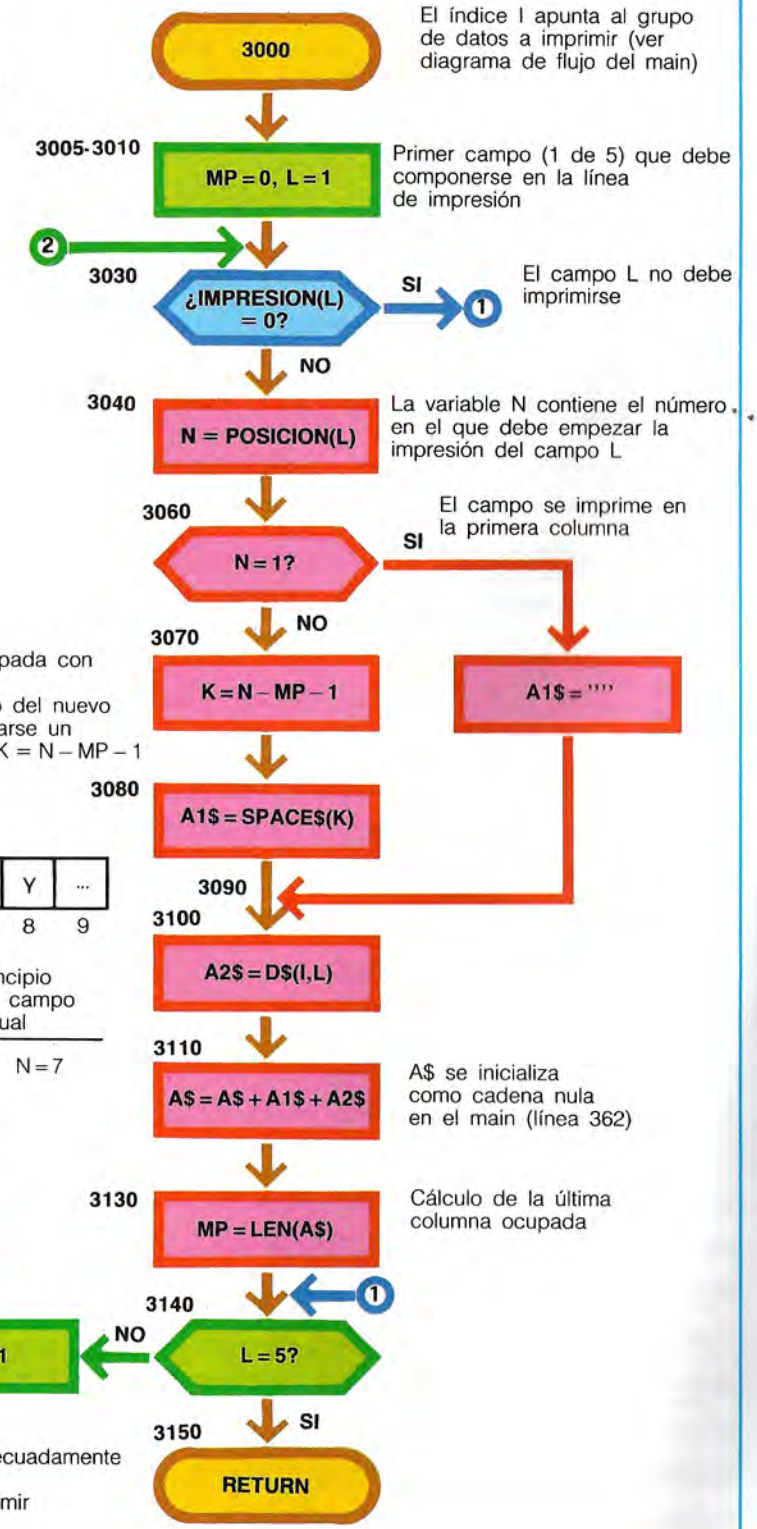 El índice I apunta al grupo
de datos a imprimir (ver
diagrama de flujo del main)
3000
3005-3010
MP = 0, L = 1
Primer campo (1 de 5) que debe
componerse en la línea
de impresión
2
3030
¿IMPRESION(L)
= 0?
SI
1
El campo L no debe
imprimirse
NO
3040
N = POSICION(L)
La variable N contiene el número
en el que debe empezar la
impresión del campo L
3060
N = 1?
SI
El campo se imprime en
la primera columna
NO
pada con
3070
K = N – MP – 1
A1$ = ''''
o del nuevo
arse un
K = N – MP – 1
3080
A1$ = SPACE$(K)
Y ...
8 9
3090
3100
A2$ = D$(I,L)
ncipio
campo
ual
N = 7
3110
A$ = A$ + A1$ + A2$
A$ se inicializa
como cadena nula
en el main (línea 362)
3130
MP = LEN(A$)
Cálculo de la última
columna ocupada
1
3140
L = 5?
NO
1
SI
3150
RETURN
ecuadamente
mir